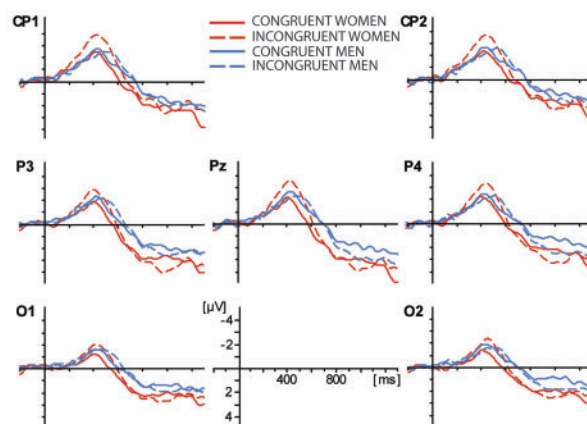 CP1
CONGRUENT WOMEN
INCONGRUENT WOMEN
CONGRUENT MEN
INCONGRUENT MEN
CP2
P3
Pz
P4
O1
[µV]
-4
-2
400 800 [ms]
2
4
O2